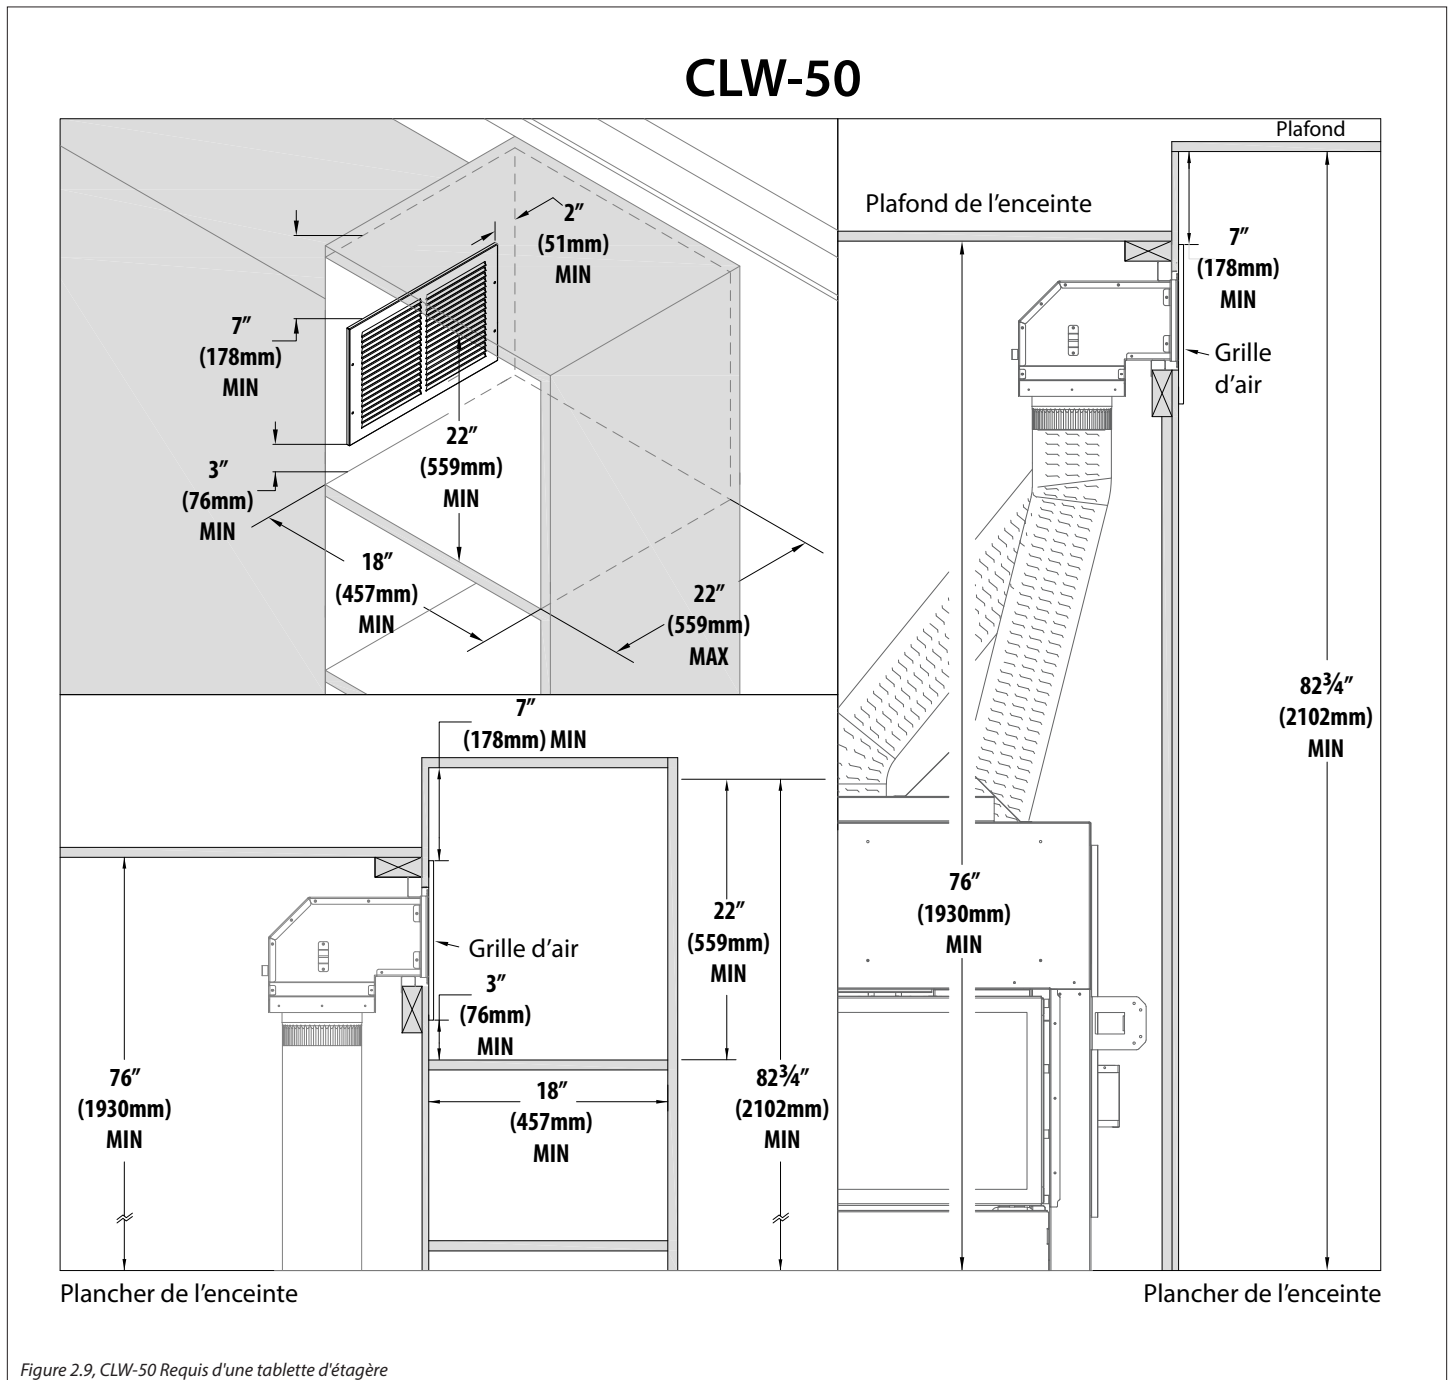 CLW-50
2”
(51mm)
MIN
7”
(178mm)
MIN
22”
(559mm)
MIN
3”
(76mm)
MIN
18”
(457mm)
MIN
22”
(559mm)
MAX
Plafond
Plafond de l’enceinte
7”
(178mm)
MIN
Grille
d’air
82¾”
(2102mm)
MIN
76”
(1930mm)
MIN
7”
(178mm) MIN
Grille d’air
3”
(76mm)
MIN
22”
(559mm)
MIN
76”
(1930mm)
MIN
18”
(457mm)
MIN
82¾”
(2102mm)
MIN
Plancher de l’enceinte
Plancher de l’enceinte
Figure 2.9, CLW-50 Requis d'une tablette d'étagère